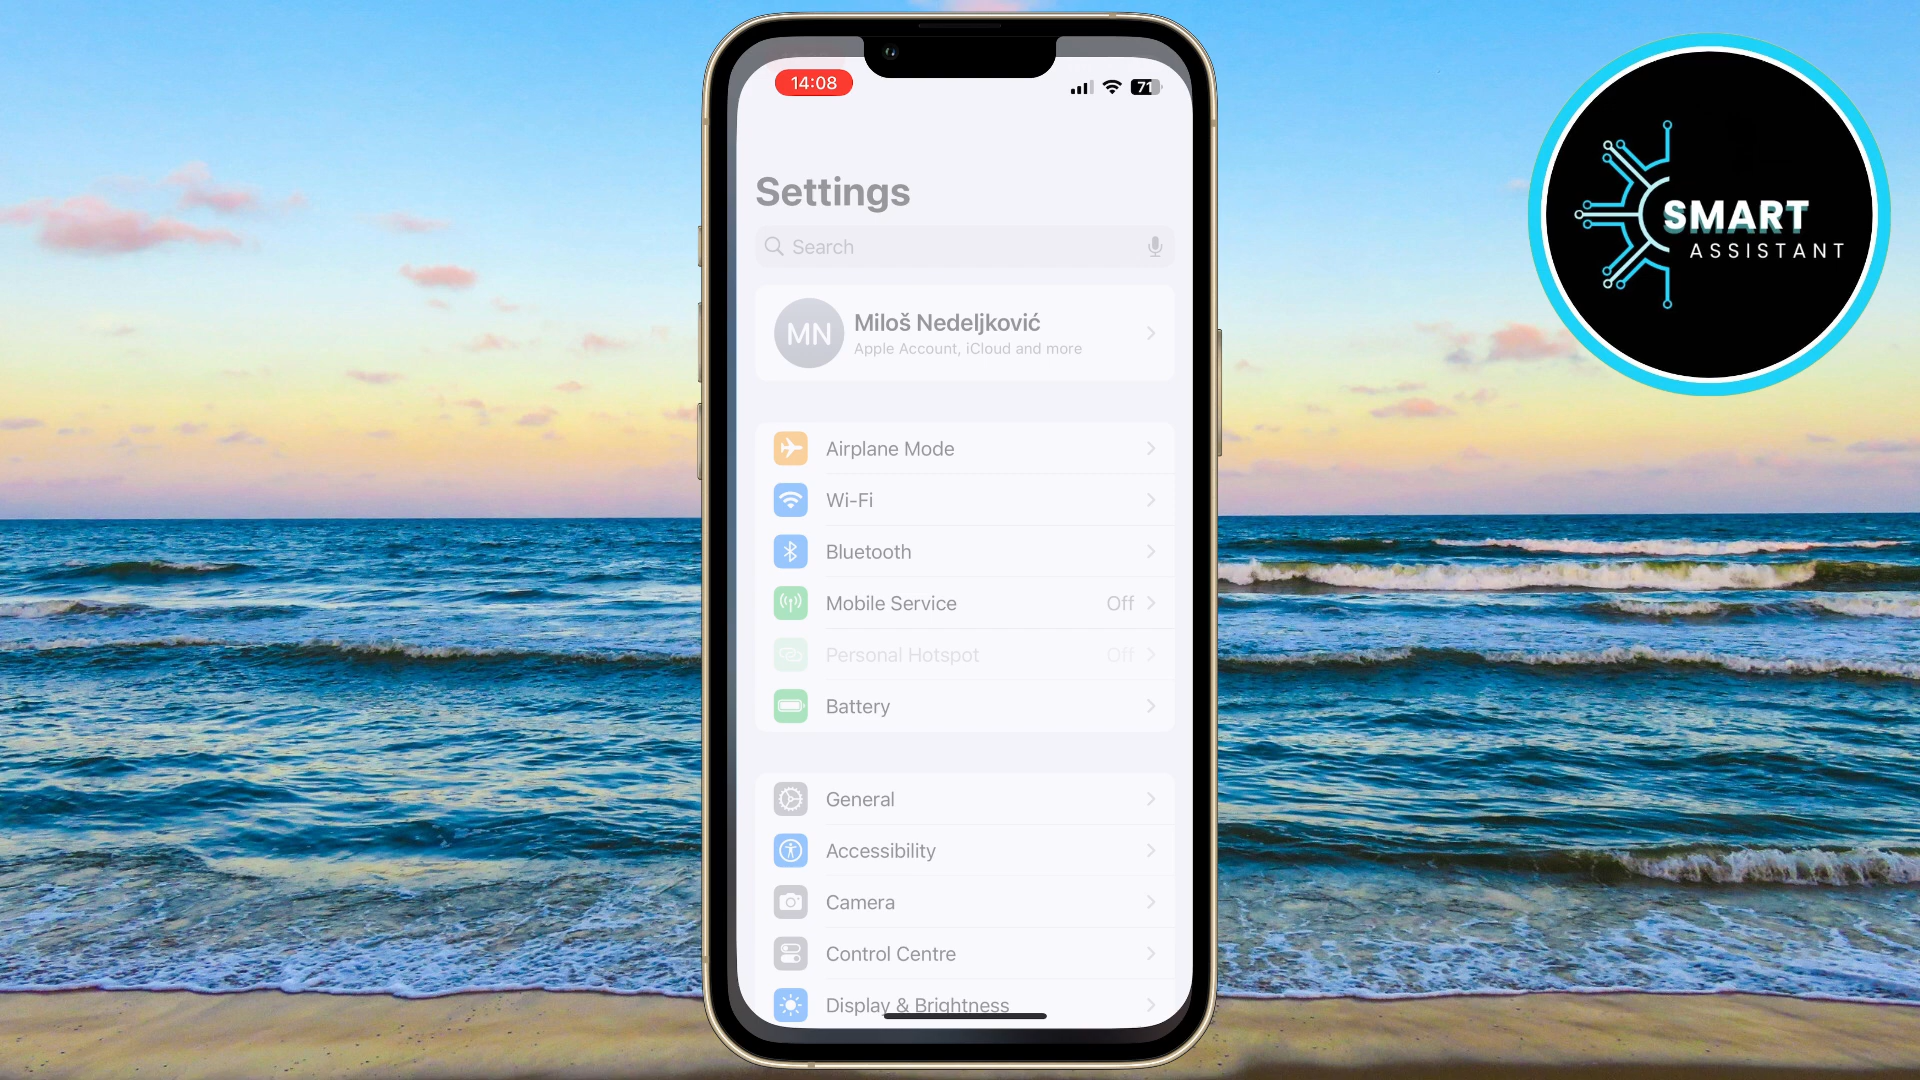 14:08
71
Settings
Search
MN
Miloš Nedeljković
Apple Account, iCloud and more
Airplane Mode
Wi-Fi
Bluetooth
Mobile Service Off
Personal Hotspot Off
Battery
General
Accessibility
Camera
Control Centre
Display & Brightness
SMART
ASSISTANT